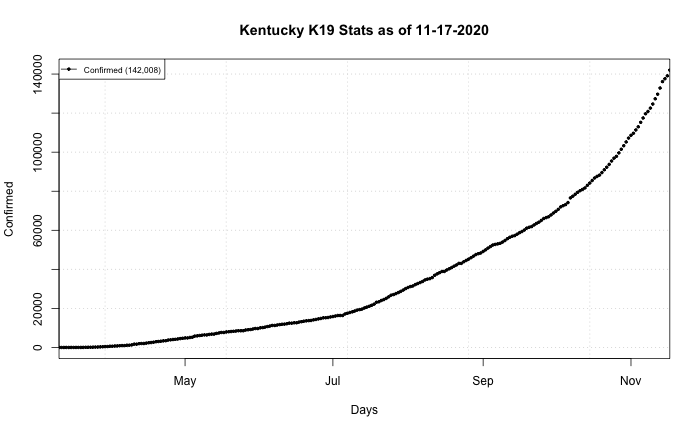 Kentucky K19 Stats as of 11-17-2020
Confirmed (142,008)
140000
100000
60000
20000
0
Confirmed
May Jul Sep Nov
Days